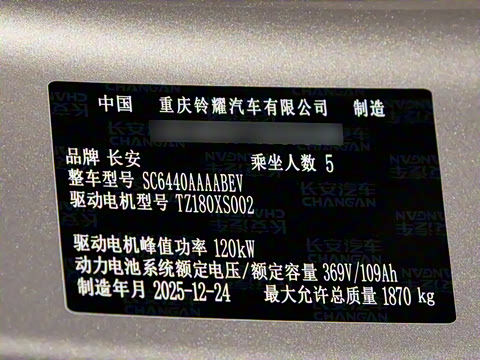 中国 重庆铃耀汽车有限公司 制造
品牌 长安 乘坐人数 5
整车型号 SC6440AAAABEV
驱动电机型号 TZ180XS002
驱动电机峰值功率 120kW
动力电池系统额定电压/额定容量 369V/109Ah
制造年月 2025-12-24 最大允许总质量 1870 kg